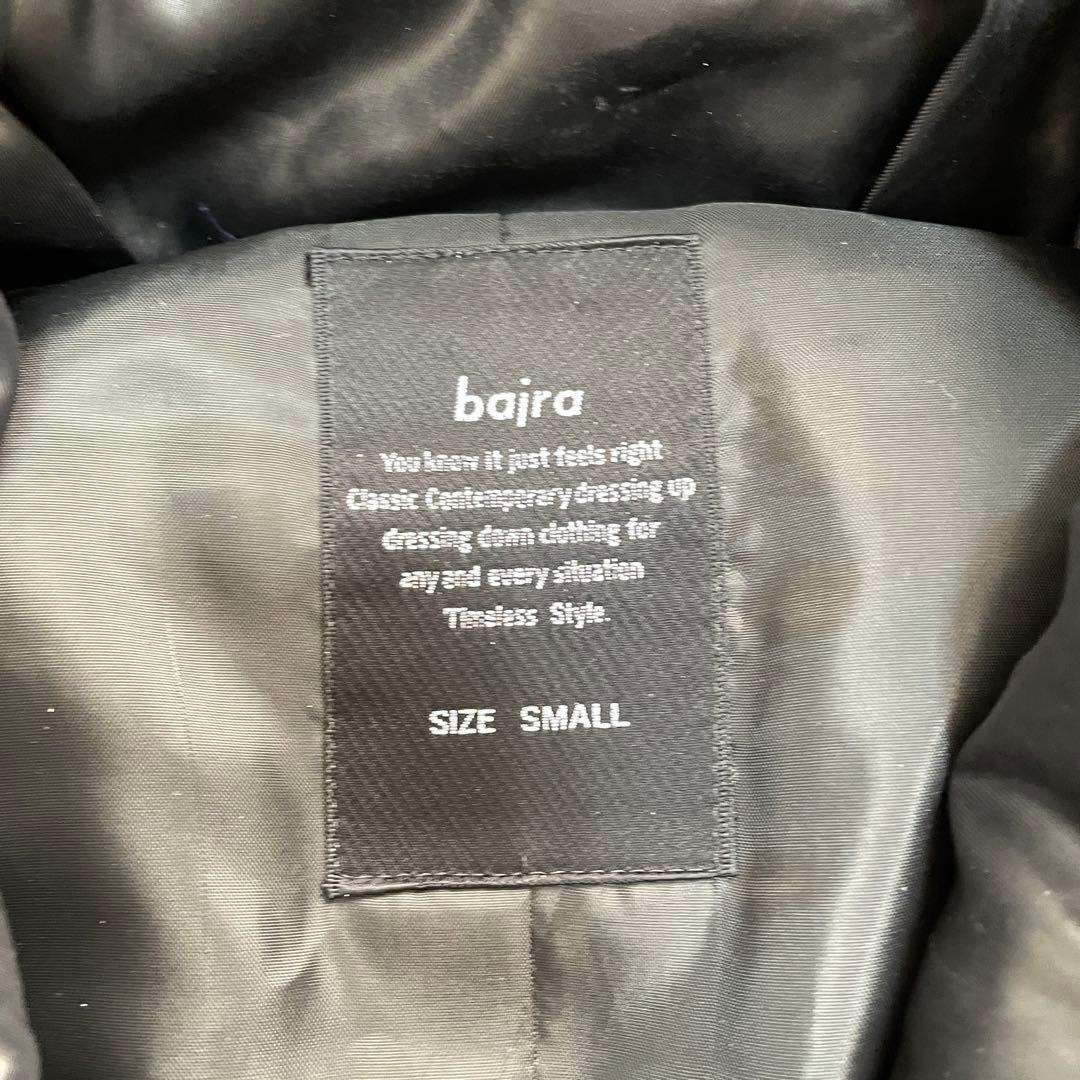 bajra
You know it just feels right
Classic Contemporary dressing up
dressing down clothing for
any and every situation
Timeless Style.
SIZE SMALL